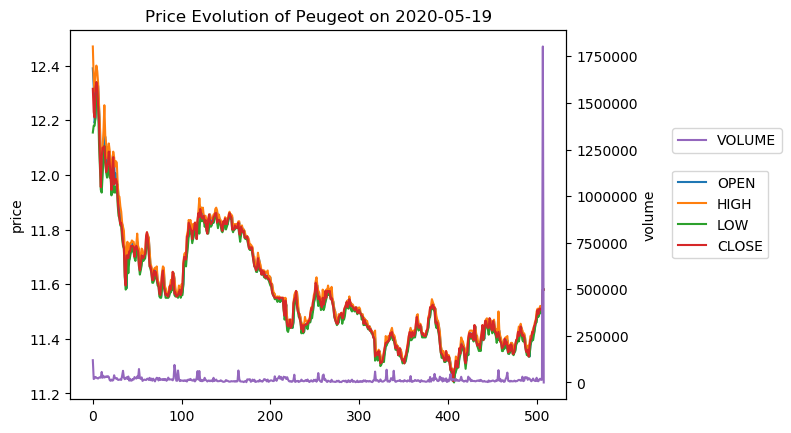 Price Evolution of Peugeot on 2020-05-19
price
12.4
12.2
12.0
11.8
11.6
11.4
11.2
0
100
200
300
400
500
1750000
1500000
1250000
1000000
750000
500000
250000
0
volume
VOLUME
OPEN
HIGH
LOW
CLOSE